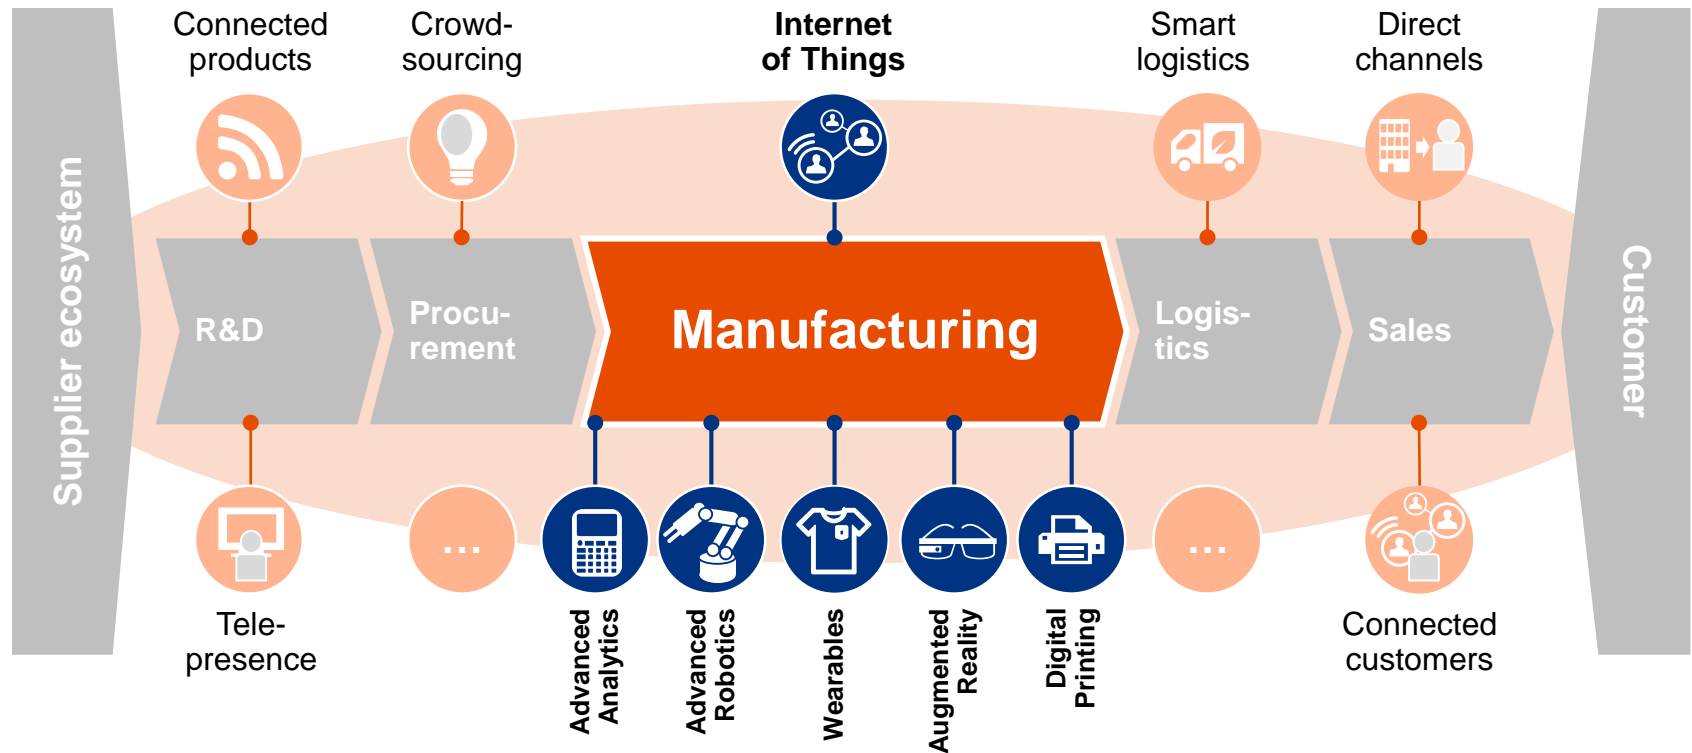 Connected
products
Crowd-
sourcing
Internet
of Things
Smart
logistics
Direct
channels
Supplier ecosystem
R&D
Procu-
rement
Manufacturing
Logis-
tics
Sales
Customer
...
...
Tele-
presence
Advanced
Analytics
Advanced
Robotics
Wearables
Augmented
Reality
Digital
Printing
Connected
customers